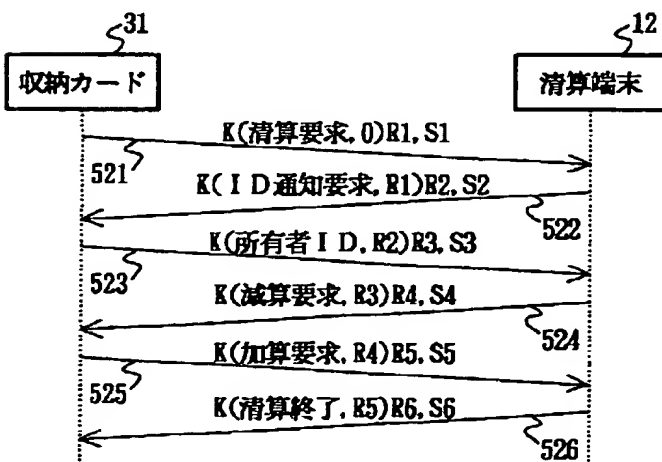 31
12
収納カード
清算端末
K(清算要求, 0)R1, S1
521
K(ID通知要求, R1)R2, S2
522
K(所有者ID, R2)R3, S3
523
K(減算要求, R3)R4, S4
524
K(加算要求, R4)R5, S5
525
K(清算終了, R5)R6, S6
526